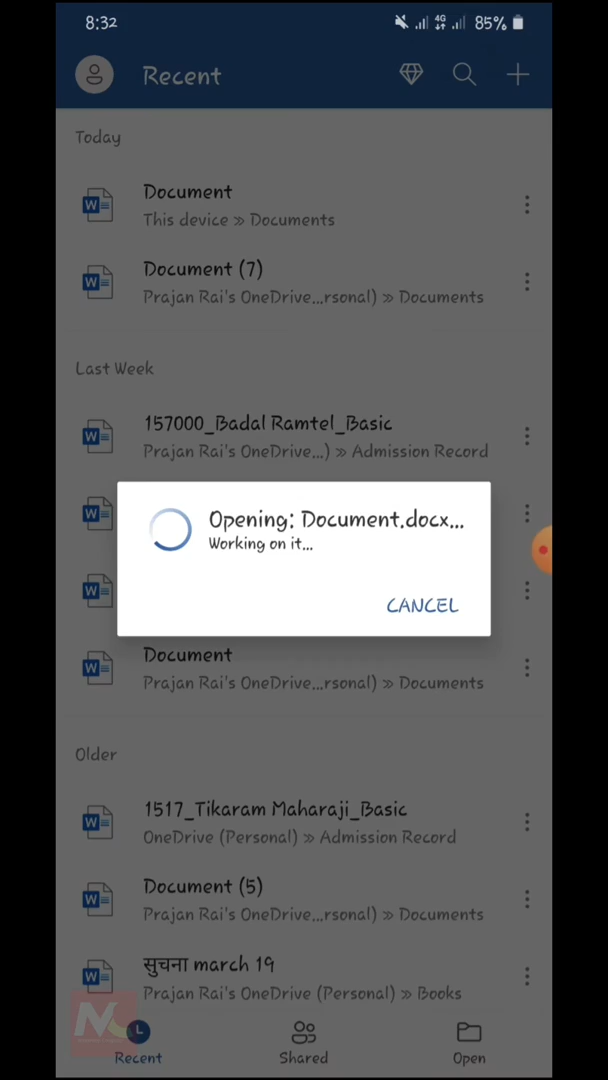 8:32
4G
85%
Recent
Today
Document
This device » Documents
Document (7)
Prajan Rai's OneDrive...rsonal) » Documents
Last Week
157000_Badal Ramtel_Basic
Prajan Rai's OneDrive...) » Admission Record
Opening: Document.docx...
Working on it...
CANCEL
Document
Prajan Rai's OneDrive...rsonal) » Documents
Older
1517_Tikaram Maharaji_Basic
OneDrive (Personal) » Admission Record
Document (5)
Prajan Rai's OneDrive...rsonal) » Documents
सुचना march 19
Prajan Rai's OneDrive (Personal) » Books
Recent
Shared
Open